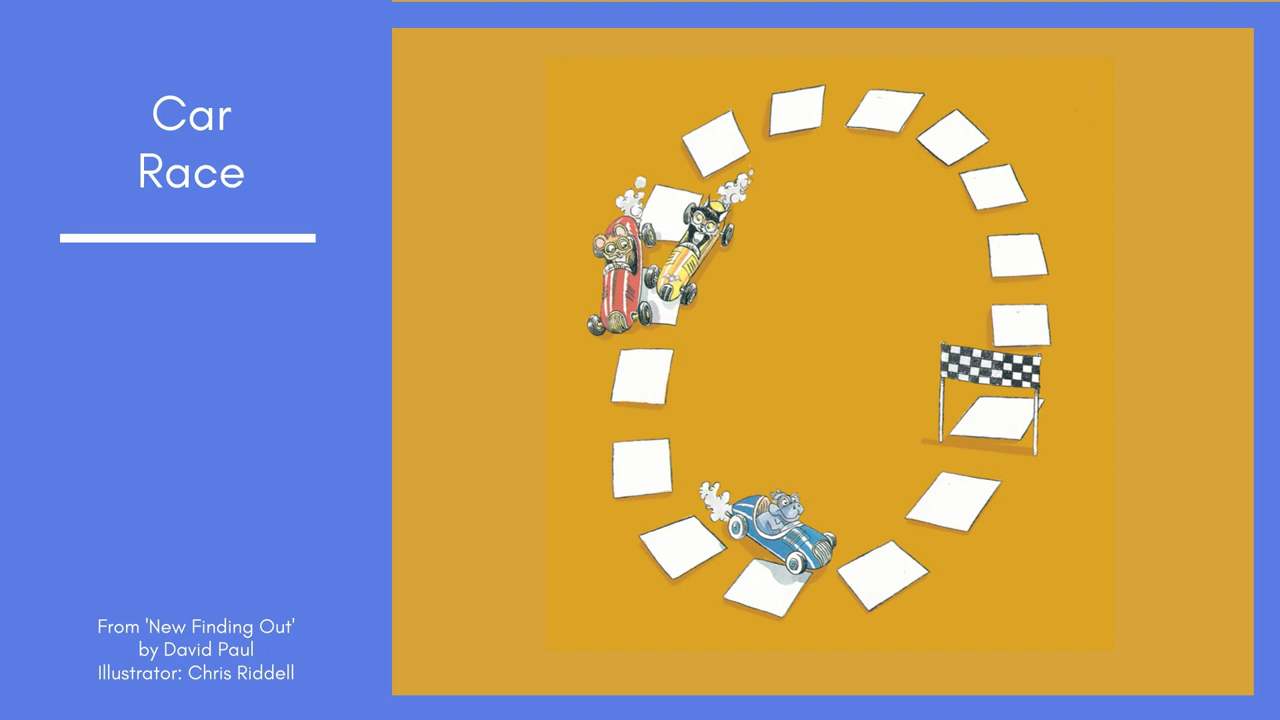 Car
Race
From 'New Finding Out'
by David Paul
Illustrator: Chris Riddell